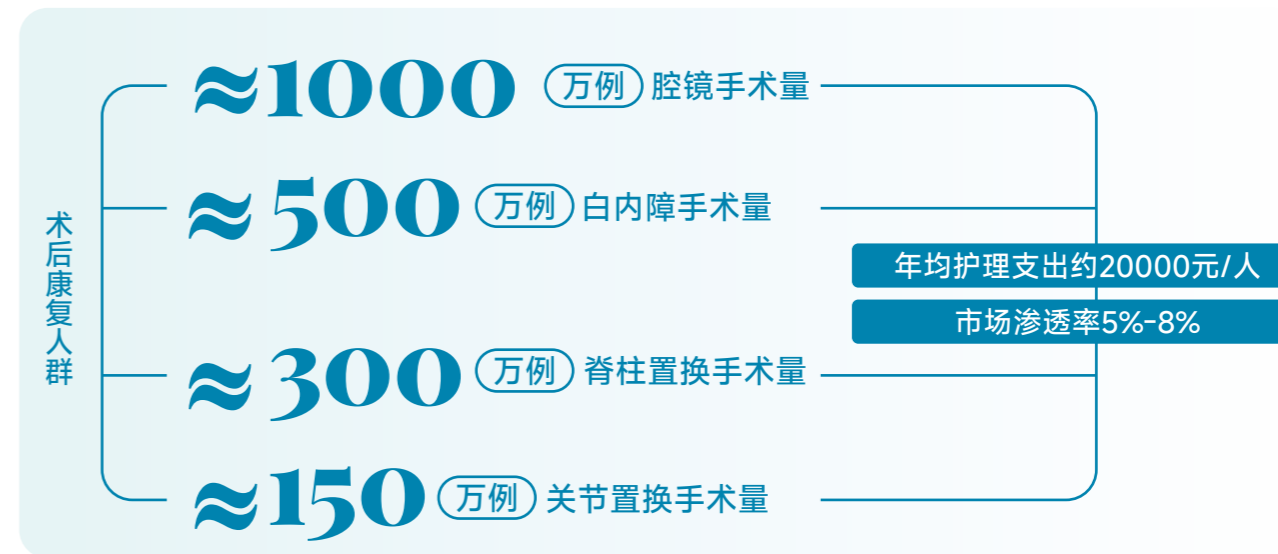 术后康复人群
≈1000 万例 腔镜手术量
≈500 万例 白内障手术量
≈300 万例 脊柱置换手术量
≈150 万例 关节置换手术量
年均护理支出约20000元/人
市场渗透率5%-8%